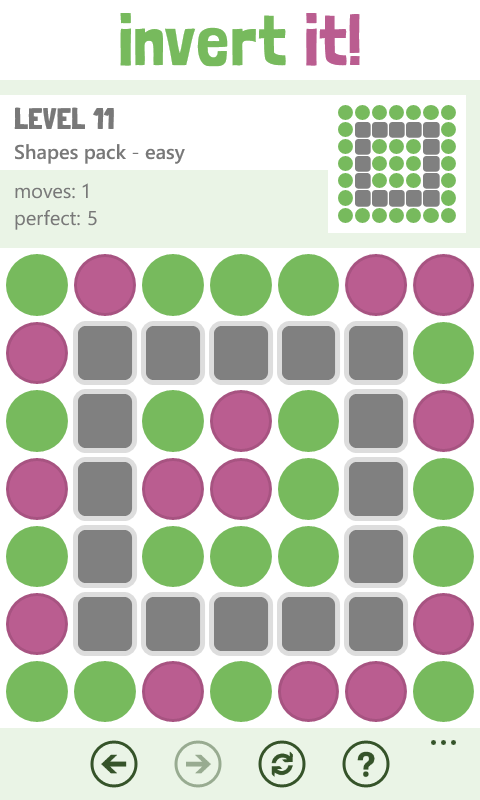 invert it!
LEVEL 11
Shapes pack - easy
moves: 1
perfect: 5
?